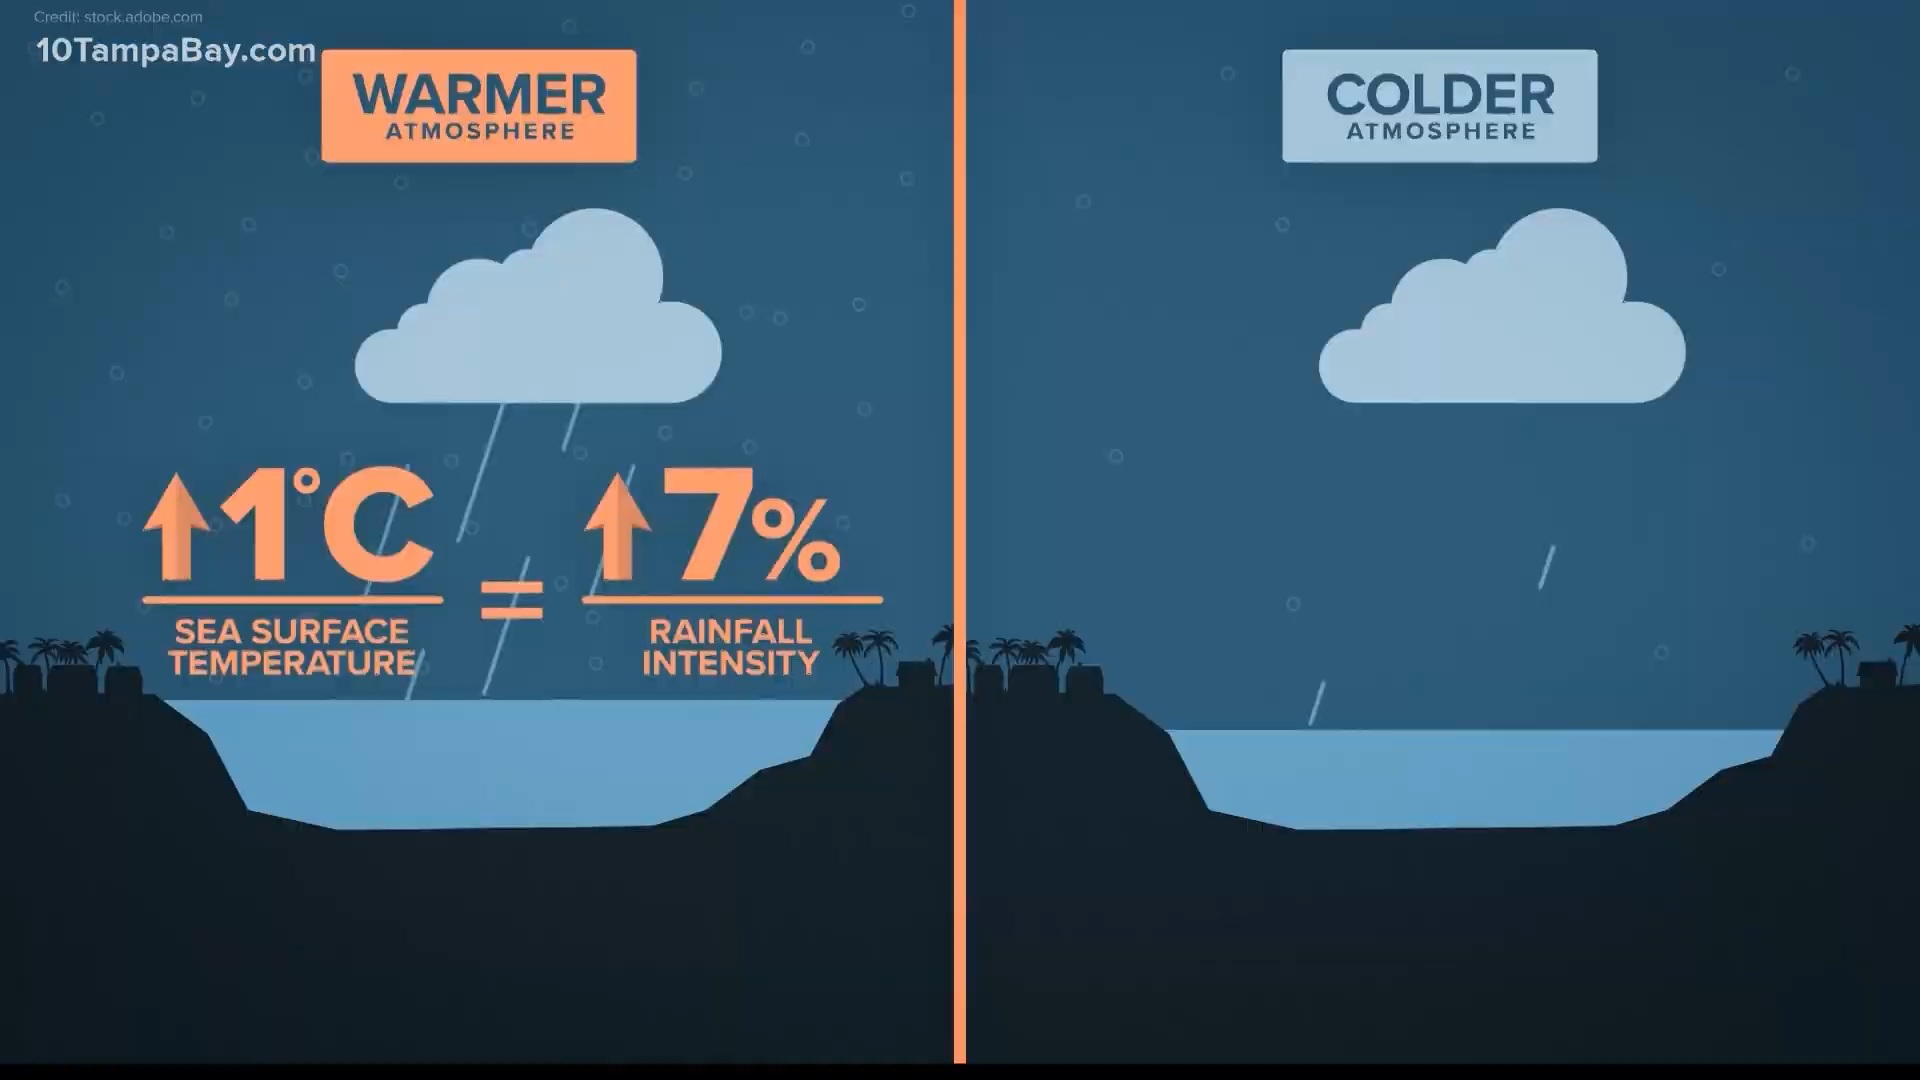 Credit: stock.adobe.com
10TampaBay.com
WARMER
ATMOSPHERE
COLDER
ATMOSPHERE
1°C
SEA SURFACE
TEMPERATURE
=
7%
RAINFALL
INTENSITY